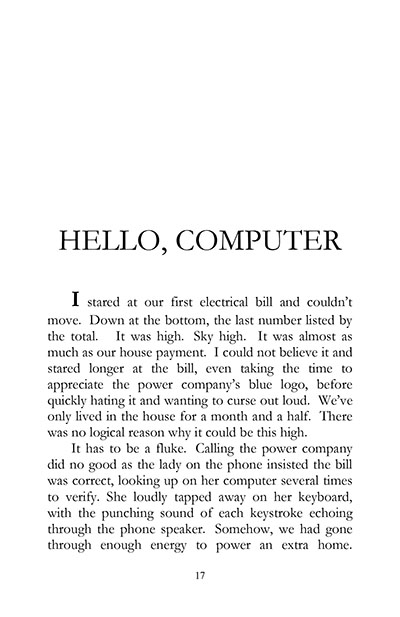 HELLO, COMPUTER
I stared at our first electrical bill and couldn’t
move. Down at the bottom, the last number listed by
the total. It was high. Sky high. It was almost as
much as our house payment. I could not believe it and
stared longer at the bill, even taking the time to
appreciate the power company’s blue logo, before
quickly hating it and wanting to curse out loud. We’ve
only lived in the house for a month and a half. There
was no logical reason why it could be this high.
It has to be a fluke. Calling the power company
did no good as the lady on the phone insisted the bill
was correct, looking up on her computer several times
to verify. She loudly tapped away on her keyboard,
with the punching sound of each keystroke echoing
through the phone speaker. Somehow, we had gone
through enough energy to power an extra home.
17